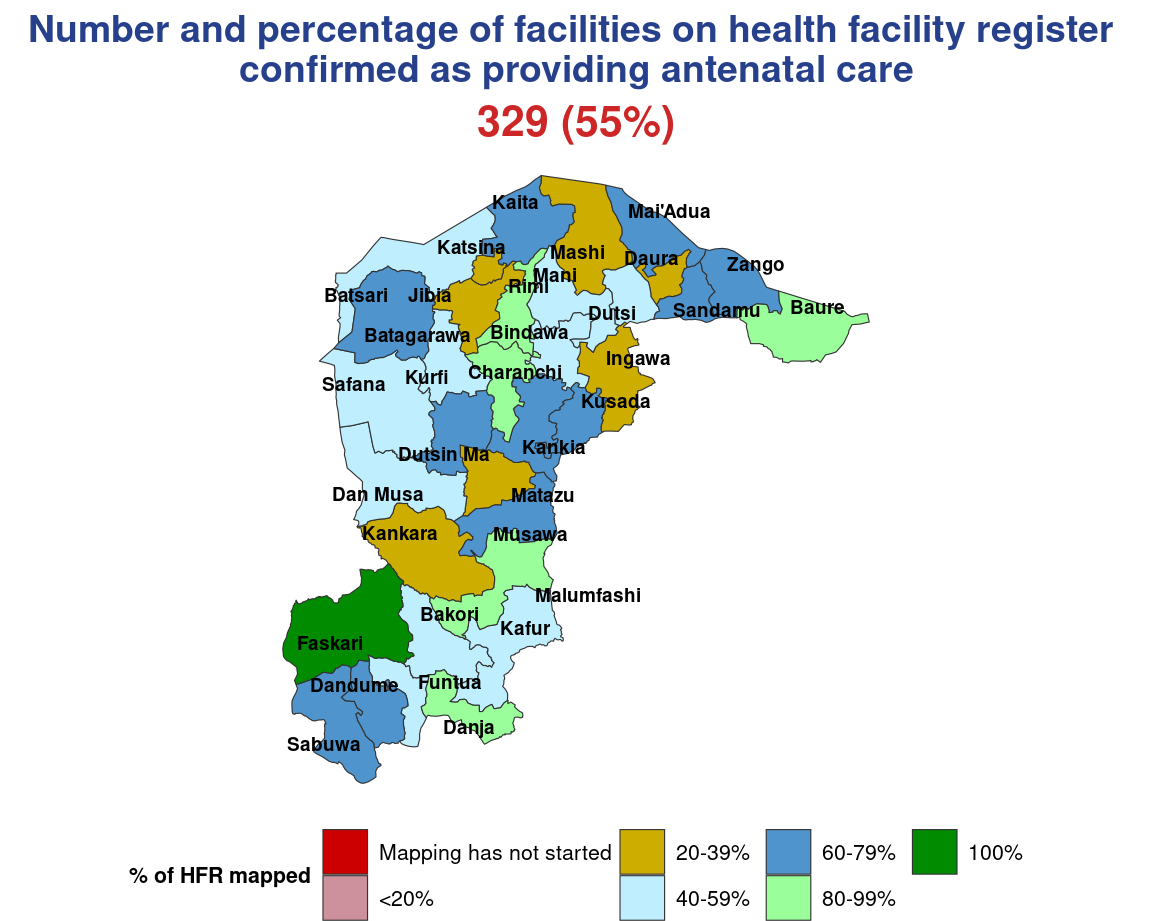 Number and percentage of facilities on health facility register
confirmed as providing antenatal care
329 (55%)
Kaita
Mai'Adua
Katsina
Mashi
Daura
Zango
Mani
Rimi
Batsari
Jibia
Baure
Dutsi
Sandamu
Batagarawa
Bindawa
Ingawa
Charanchi
Kurfi
Safana
Kusada
Kankia
Dutsin Ma
Dan Musa
Matazu
Kankara
Musawa
Malumfashi
Bakori
Kafur
Faskari
Funtua
Dandume
Danja
Sabuwa
% of HFR mapped
Mapping has not started
<20%
20-39%
40-59%
60-79%
80-99%
100%